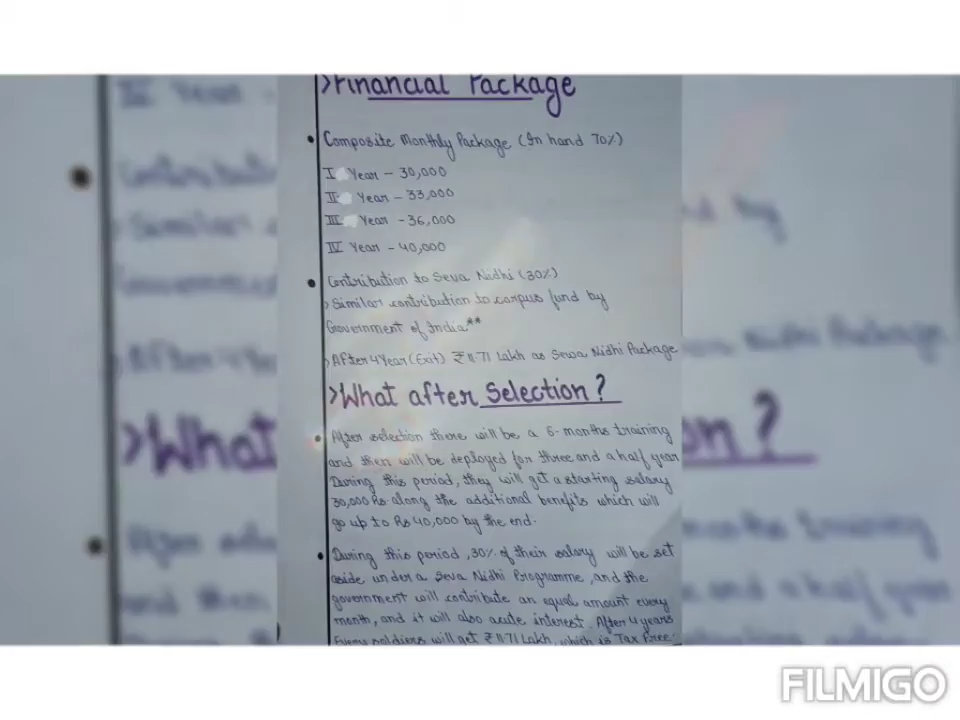 >Financial Package
• Composite Monthly Package (In hand 70%)
I Year - 30,000
II Year - 33,000
III Year - 36,000
IV Year - 40,000
• Contribution to Seva Nidhi (30%)
> Similar contribution to corpus fund by
Government of India**
> After 4 Year (Exit) ₹ 11.71 Lakh as Seva Nidhi Package
>What after Selection?
• After selection there will be a 6-months training
and then will be deployed for three and a half year
During this period, they will get a starting salary
30,000 Rs along the additional benefits which will
go up to Rs 40,000 by the end.
• During this period, 30% of their salary will be set
aside under a Seva Nidhi Programme, and the
government will contribute an equal amount every
month, and it will also acute interest. After 4 years
Every soldiers will get ₹ 11.71 Lakh, which is Tax Free.
FILMIGO